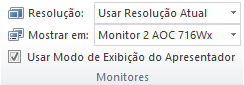 Resolução: Usar Resolução Atual
Mostrar em: Monitor 2 AOC 716Wx
Usar Modo de Exibição do Apresentador
Monitores